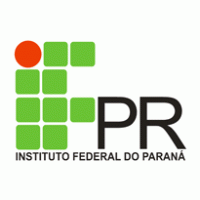 PR
INSTITUTO FEDERAL DO PARANÁ